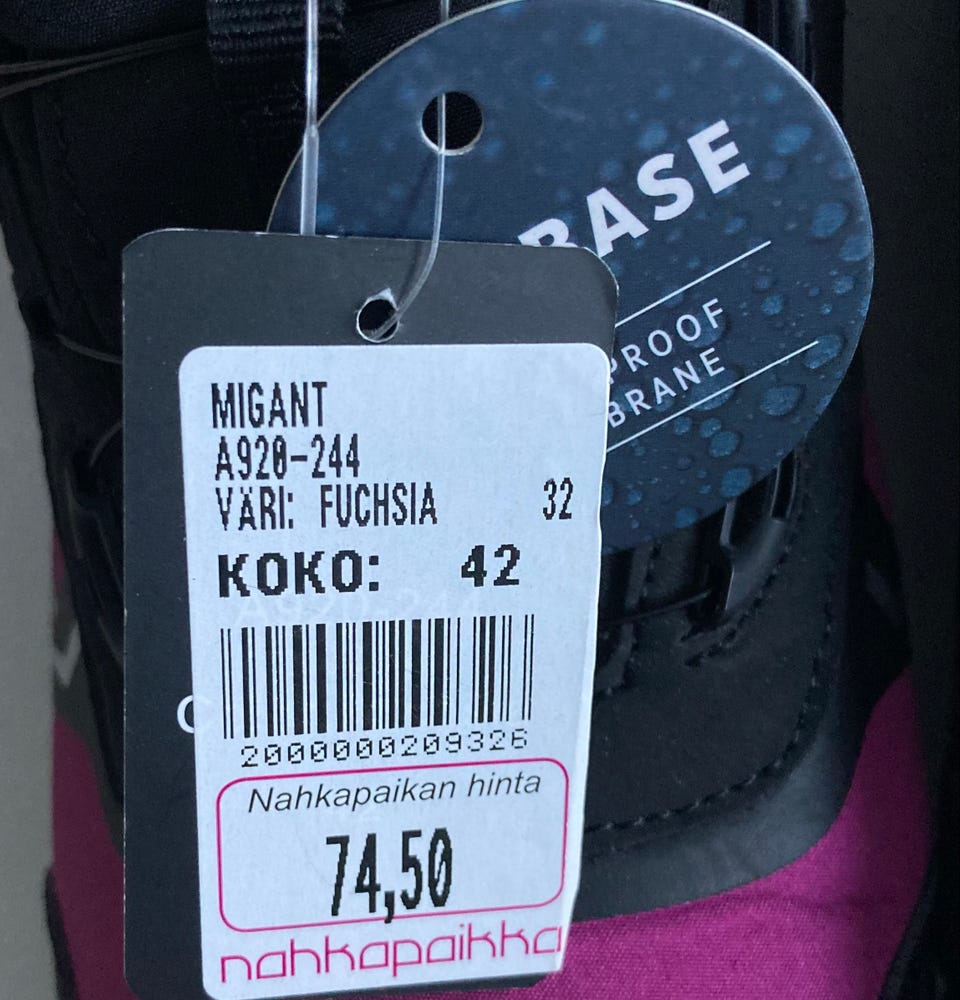 BASE
PROOF
BRANE
MIGANT
A920-244
VÄRI: FUCHSIA 32
KOKO: 42
2000000209326
Nahkapaikan hinta
74,50
nahkapaikka